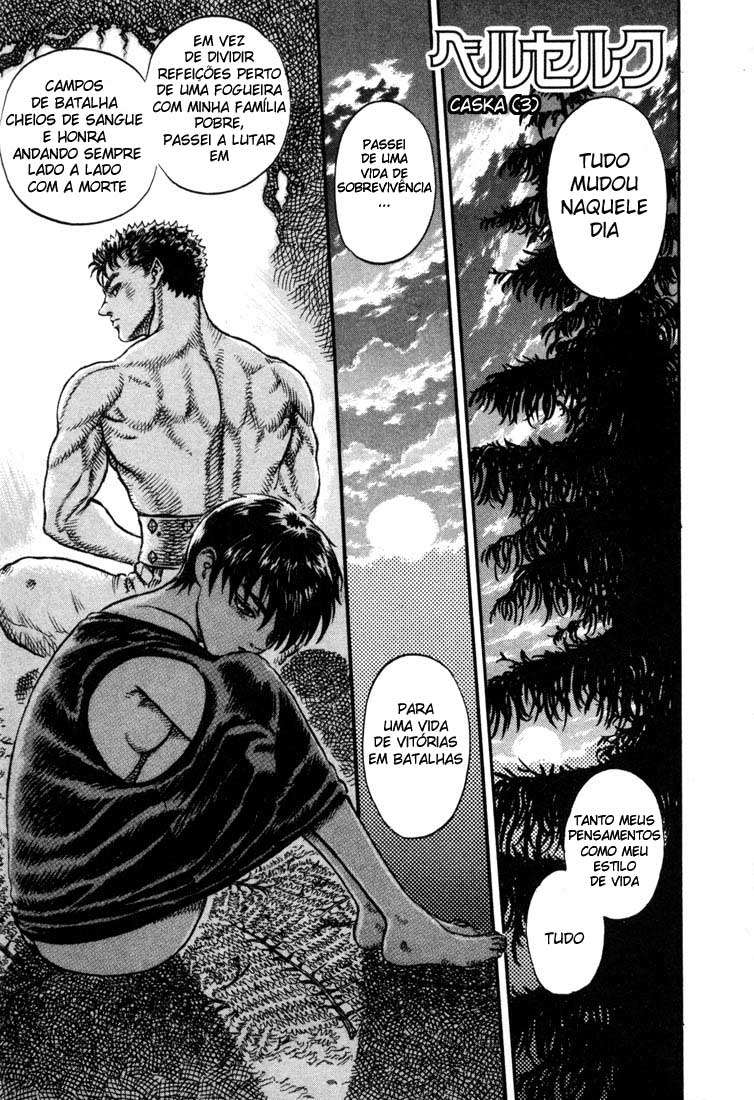 ベルセルク
CASKA (3)
TUDO
MUDOU
NAQUELE
DIA
TANTO MEUS
PENSAMENTOS
COMO MEU
ESTILO
DE VIDA
TUDO
PASSEI
DE UMA
VIDA DE
SOBREVIVÊNCIA
...
PARA
UMA VIDA
DE VITÓRIAS
EM BATALHAS
EM VEZ
DE DIVIDIR
REFEIÇÕES PERTO
DE UMA FOGUEIRA
COM MINHA FAMÍLIA
POBRE,
PASSEI A LUTAR
EM
CAMPOS
DE BATALHA
CHEIOS DE SANGUE
E HONRA
ANDANDO SEMPRE
LADO A LADO
COM A MORTE